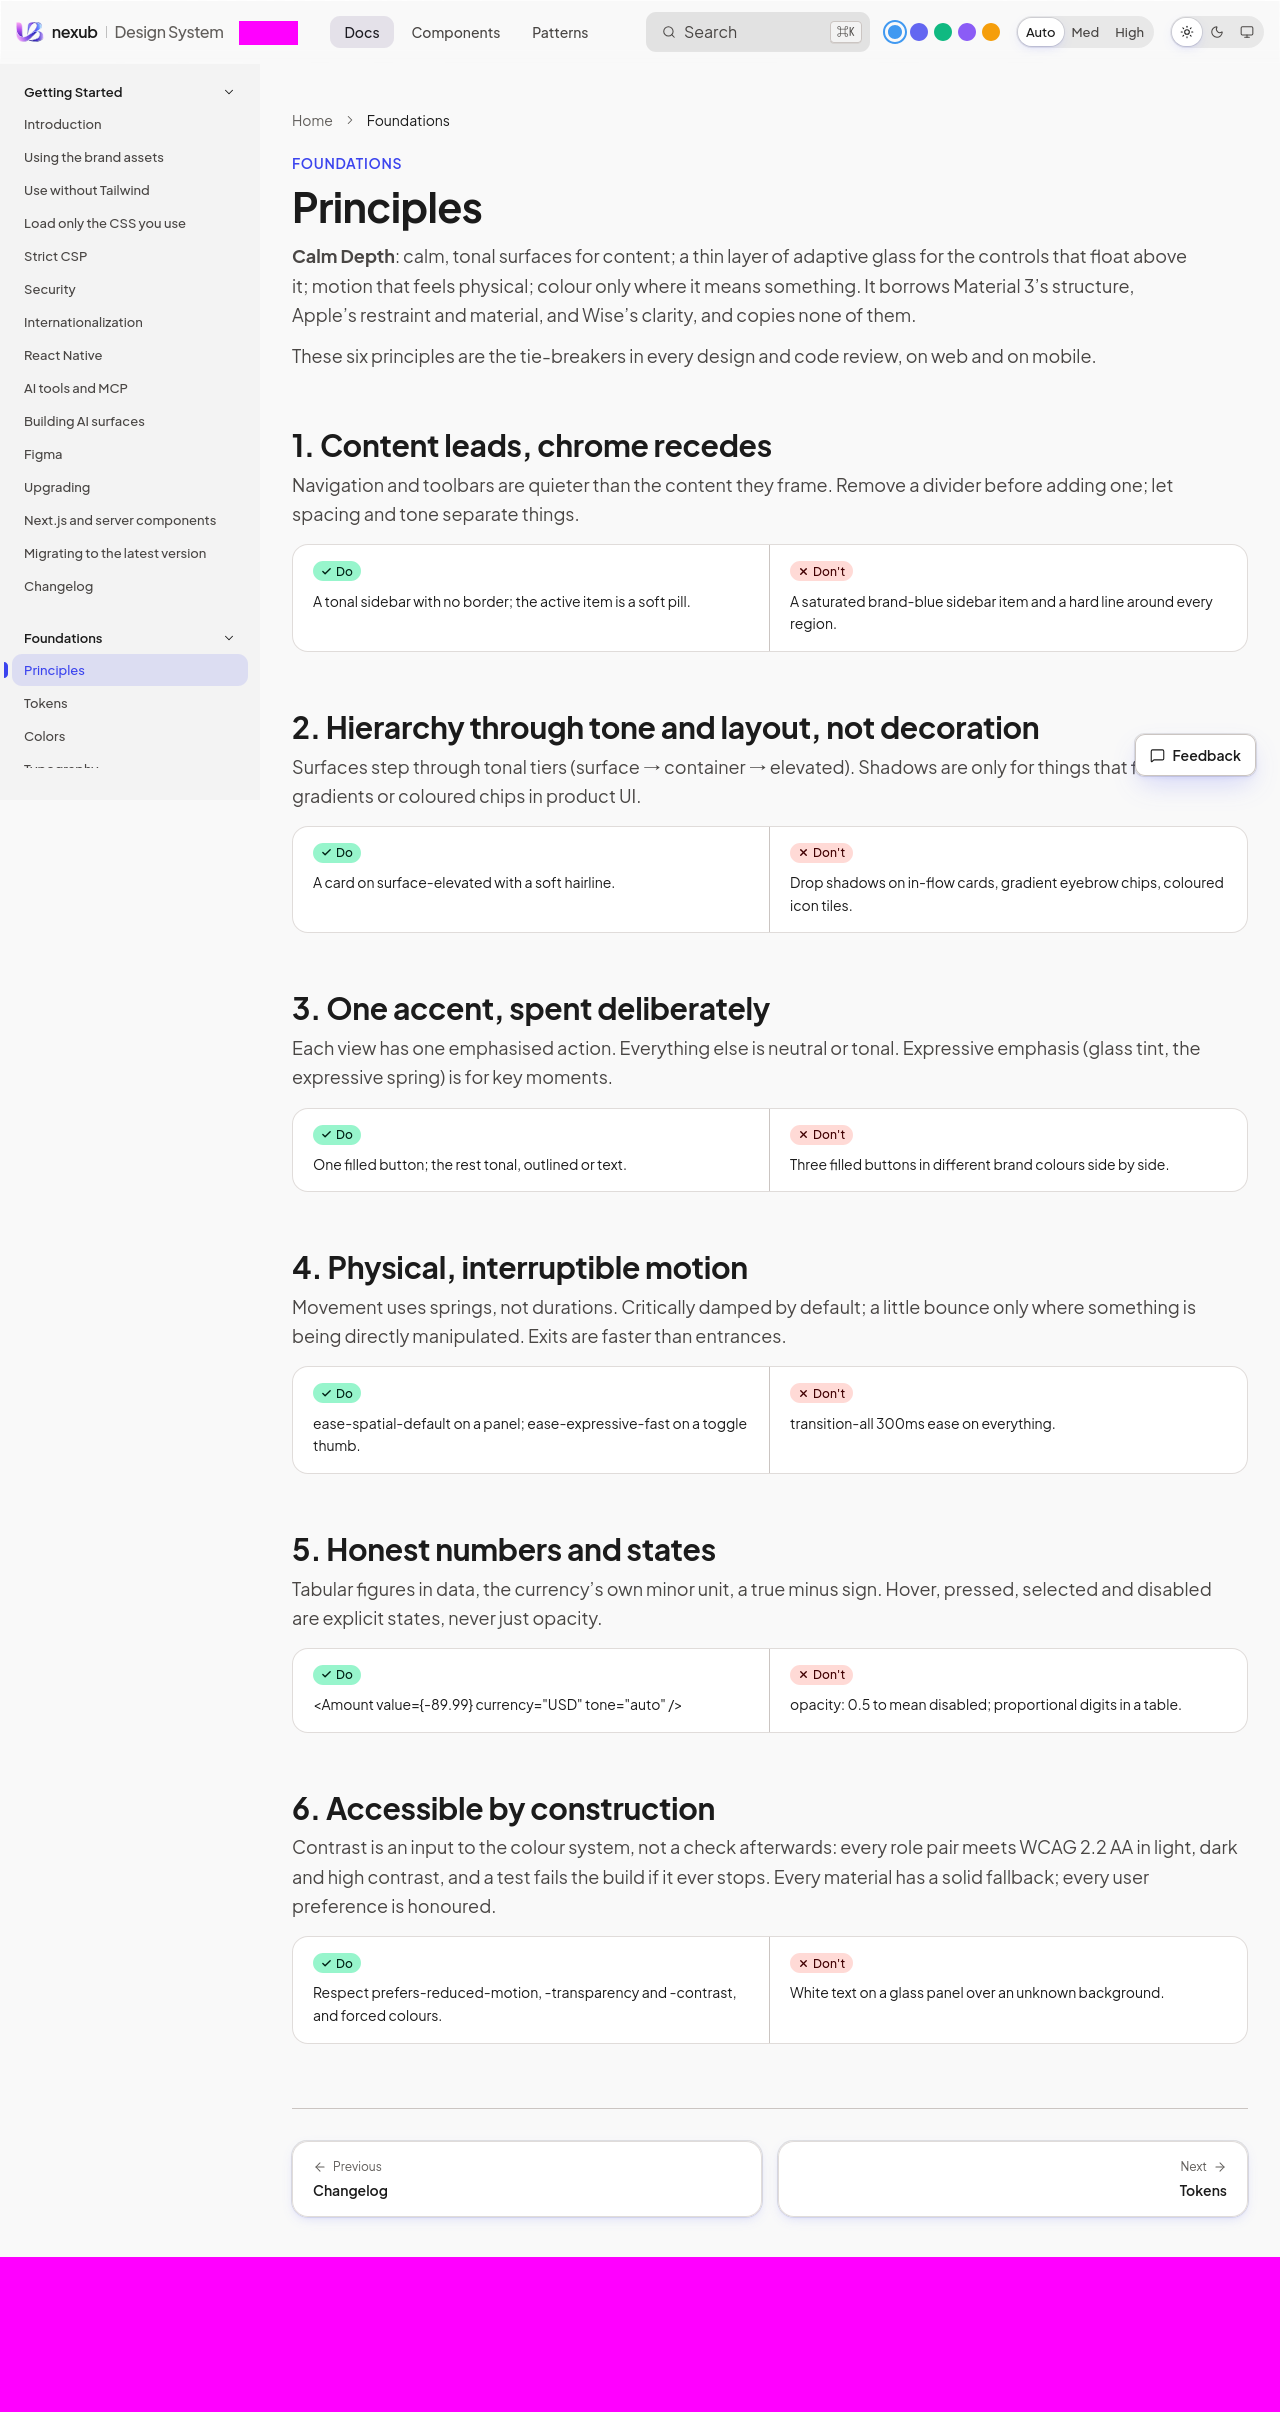 nexub
Design System
Docs
Components
Patterns
Search
⌘K
Auto
Med
High
Getting Started
Introduction
Using the brand assets
Use without Tailwind
Load only the CSS you use
Strict CSP
Security
Internationalization
React Native
AI tools and MCP
Building AI surfaces
Figma
Upgrading
Next.js and server components
Migrating to the latest version
Changelog
Foundations
Principles
Tokens
Colors
Home
Foundations
FOUNDATIONS
Principles
Calm Depth: calm, tonal surfaces for content; a thin layer of adaptive glass for the controls that float above
it; motion that feels physical; colour only where it means something. It borrows Material 3’s structure,
Apple’s restraint and material, and Wise’s clarity, and copies none of them.
These six principles are the tie-breakers in every design and code review, on web and on mobile.
1. Content leads, chrome recedes
Navigation and toolbars are quieter than the content they frame. Remove a divider before adding one; let
spacing and tone separate things.
Do
A tonal sidebar with no border; the active item is a soft pill.
Don't
A saturated brand-blue sidebar item and a hard line around every
region.
2. Hierarchy through tone and layout, not decoration
Surfaces step through tonal tiers (surface → container → elevated). Shadows are only for things that
gradients or coloured chips in product UI.
Feedback
Do
A card on surface-elevated with a soft hairline.
Don't
Drop shadows on in-flow cards, gradient eyebrow chips, coloured
icon tiles.
3. One accent, spent deliberately
Each view has one emphasised action. Everything else is neutral or tonal. Expressive emphasis (glass tint, the
expressive spring) is for key moments.
Do
One filled button; the rest tonal, outlined or text.
Don't
Three filled buttons in different brand colours side by side.
4. Physical, interruptible motion
Movement uses springs, not durations. Critically damped by default; a little bounce only where something is
being directly manipulated. Exits are faster than entrances.
Do
ease-spatial-default on a panel; ease-expressive-fast on a toggle
thumb.
Don't
transition-all 300ms ease on everything.
5. Honest numbers and states
Tabular figures in data, the currency’s own minor unit, a true minus sign. Hover, pressed, selected and disabled
are explicit states, never just opacity.
Do
<Amount value={-89.99} currency="USD" tone="auto" />
Don't
opacity: 0.5 to mean disabled; proportional digits in a table.
6. Accessible by construction
Contrast is an input to the colour system, not a check afterwards: every role pair meets WCAG 2.2 AA in light, dark
and high contrast, and a test fails the build if it ever stops. Every material has a solid fallback; every user
preference is honoured.
Do
Respect prefers-reduced-motion, -transparency and -contrast,
and forced colours.
Don't
White text on a glass panel over an unknown background.
Previous
Changelog
Next
Tokens